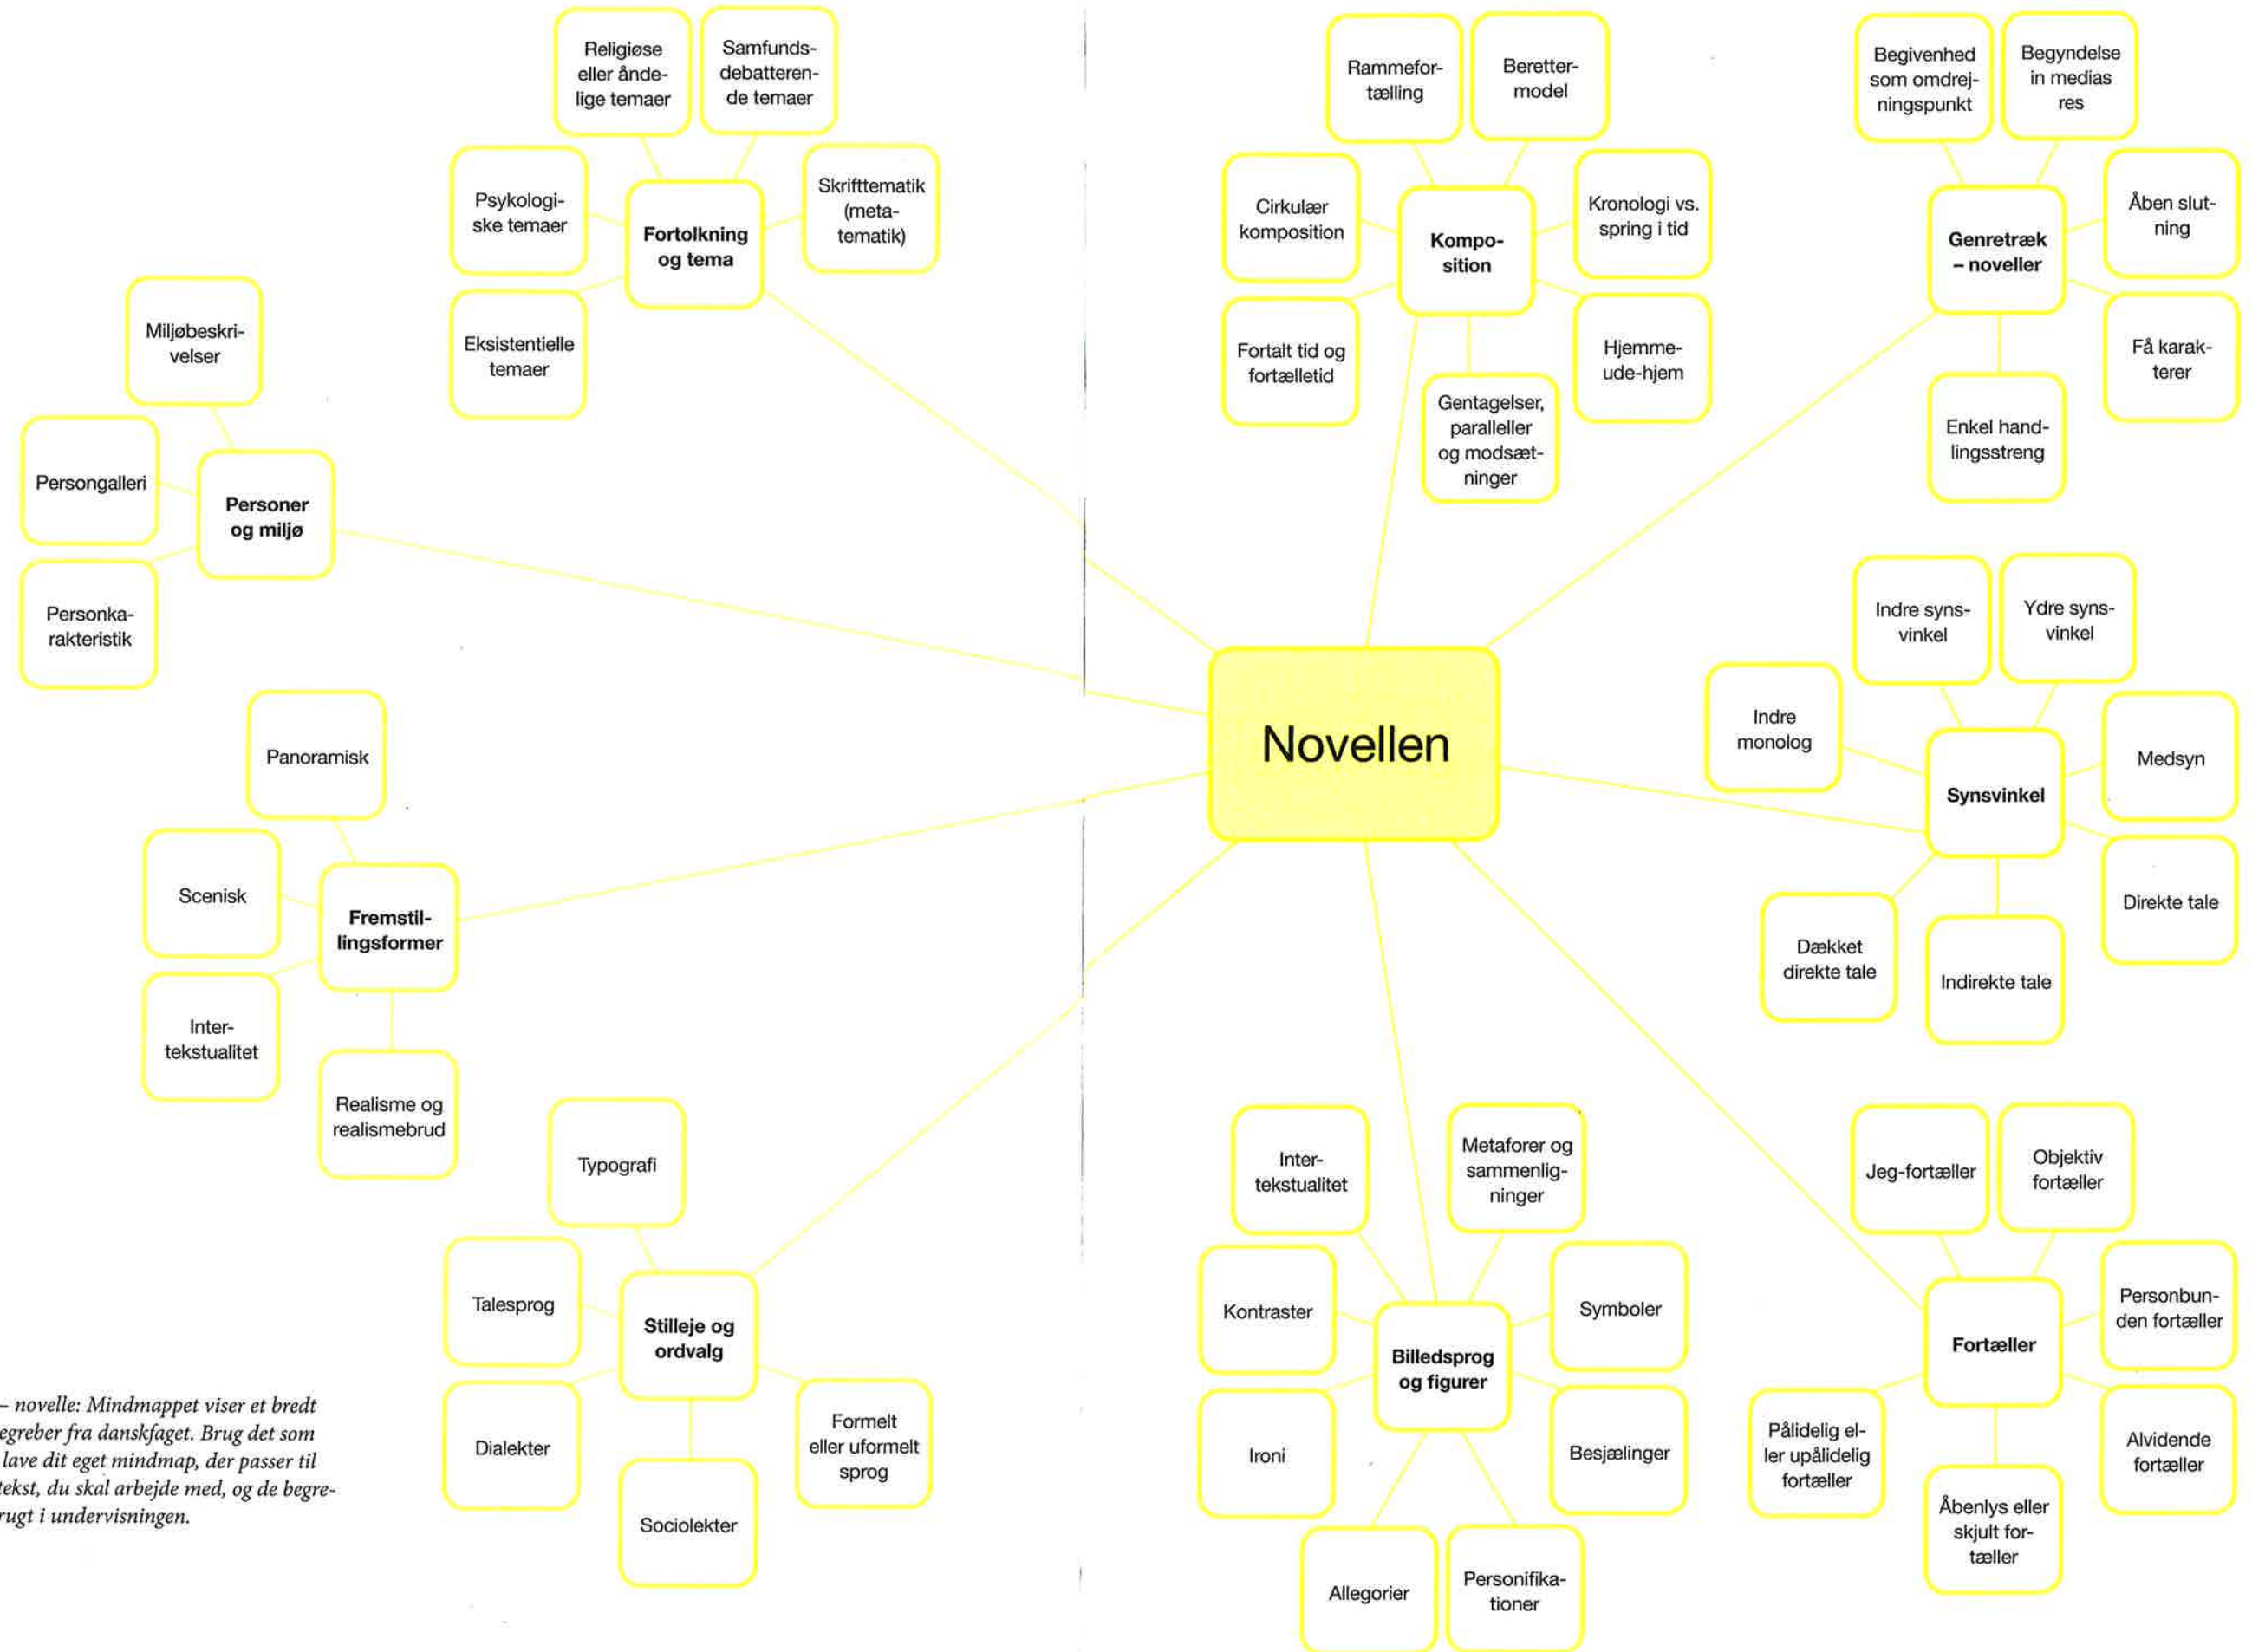 Religiøse
eller ånde-
lige temaer
Samfunds-
debatteren-
de temaer
Psykologi-
ske temaer
Skrifttematik
(meta-
tematik)
Fortolkning
og tema
Eksistentielle
temaer
Miljøbeskri-
velser
Persongalleri
Personer
og miljø
Personka-
rakteristik
Panoramisk
Scenisk
Fremstil-
lingsformer
Inter-
tekstualitet
Realisme og
realismebrud
Typografi
Talesprog
Stilleje og
ordvalg
Dialekter
Sociolekter
Formelt
eller uformelt
sprog
– novelle: Mindmappet viser et bredt
egreber fra danskfaget. Brug det som
lave dit eget mindmap, der passer til
tekst, du skal arbejde med, og de begre-
rugt i undervisningen.
Rammefor-
tælling
Beretter-
model
Cirkulær
komposition
Kronologi vs.
spring i tid
Kompo-
sition
Fortalt tid og
fortælletid
Hjemme-
ude-hjem
Gentagelser,
paralleller
og modsæt-
ninger
Begivenhed
som omdrej-
ningspunkt
Begyndelse
in medias
res
Åben slut-
ning
Genretræk
– noveller
Få karak-
terer
Enkel hand-
lingsstreng
Novellen
Indre syns-
vinkel
Ydre syns-
vinkel
Indre
monolog
Medsyn
Synsvinkel
Direkte tale
Dækket
direkte tale
Indirekte tale
Inter-
tekstualitet
Metaforer og
sammenlig-
ninger
Kontraster
Symboler
Billedsprog
og figurer
Ironi
Besjælinger
Allegorier
Personifika-
tioner
Jeg-fortæller
Objektiv
fortæller
Personbun-
den fortæller
Fortæller
Pålidelig el-
ler upålidelig
fortæller
Alvidende
fortæller
Åbenlys eller
skjult for-
tæller